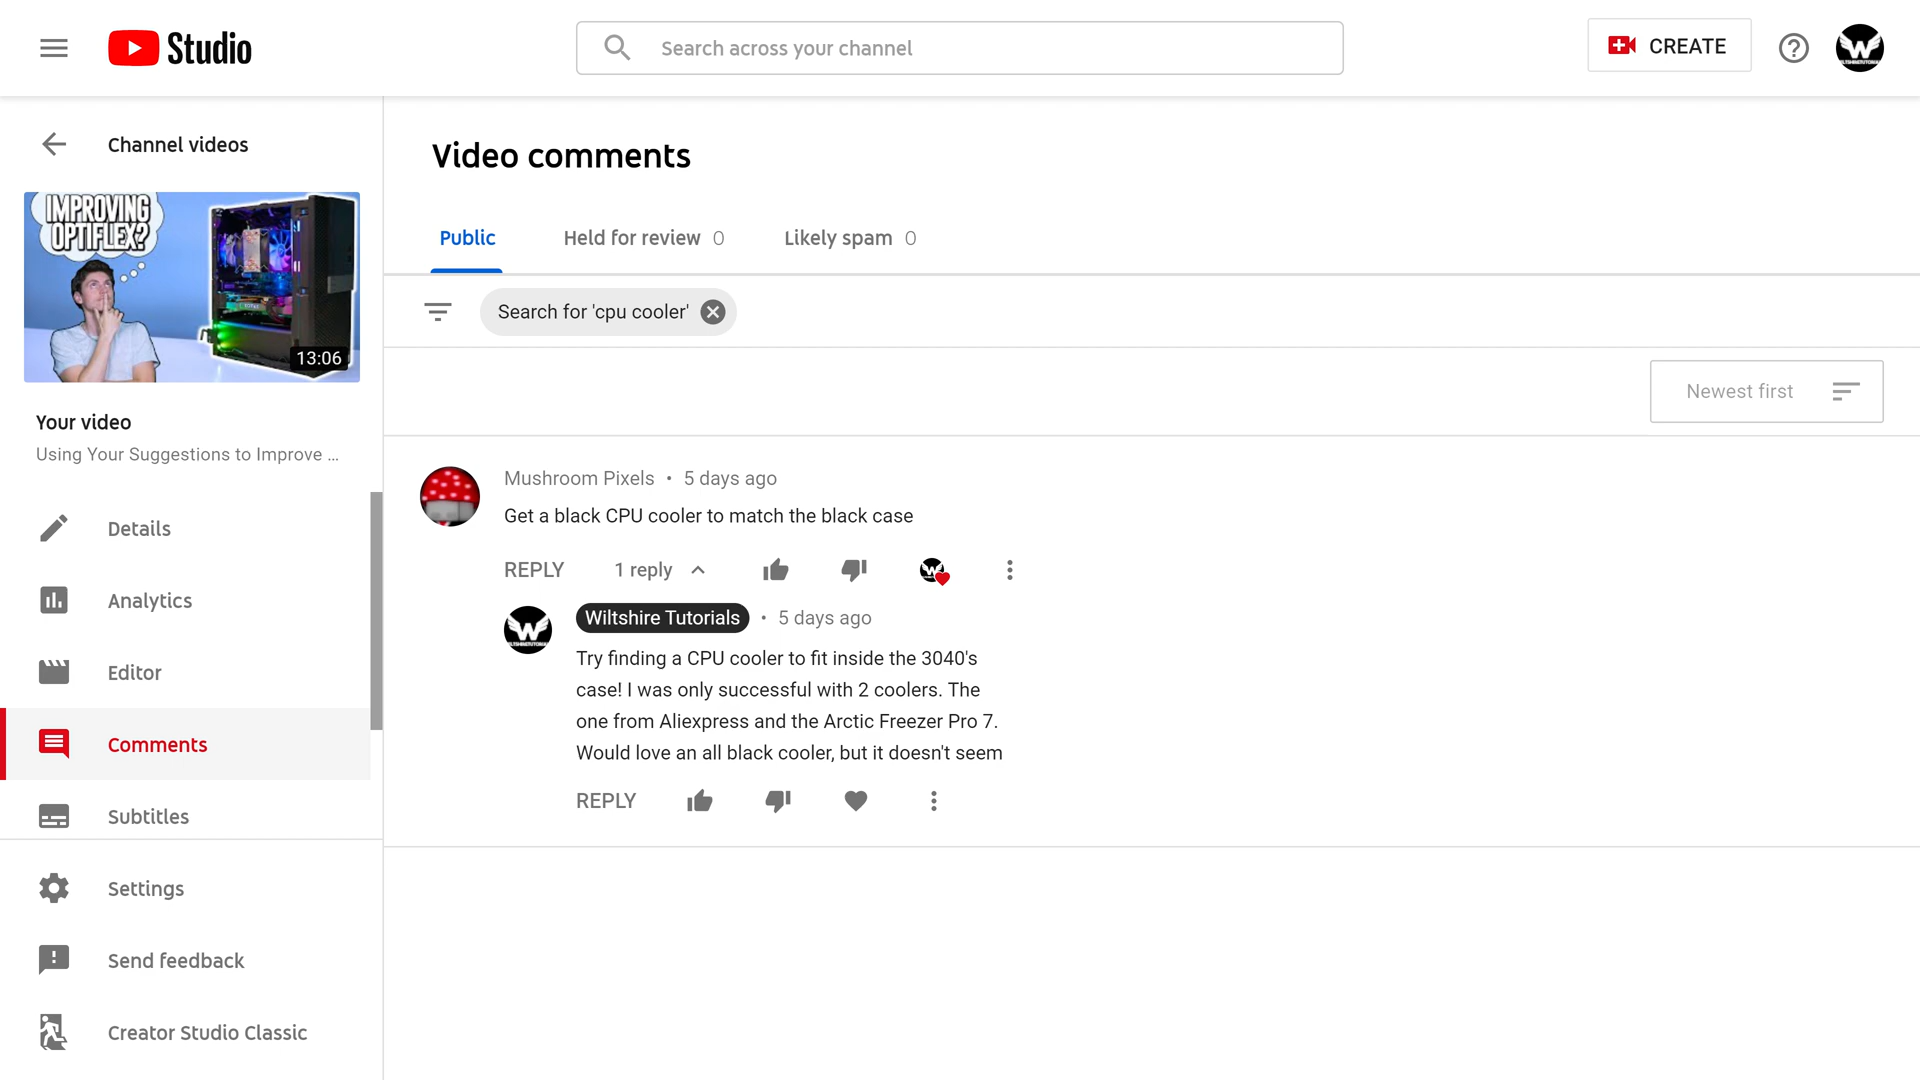 Studio
Search across your channel
CREATE
Channel videos
IMPROVING
OPTIFLEX?
13:06
Your video
Using Your Suggestions to Improve ...
Details
Analytics
Editor
Comments
Subtitles
Settings
Send feedback
Creator Studio Classic
Video comments
Public
Held for review 0
Likely spam 0
Search for 'cpu cooler'
Newest first
Mushroom Pixels • 5 days ago
Get a black CPU cooler to match the black case
REPLY 1 reply
Wiltshire Tutorials • 5 days ago
Try finding a CPU cooler to fit inside the 3040's
case! I was only successful with 2 coolers. The
one from Aliexpress and the Arctic Freezer Pro 7.
Would love an all black cooler, but it doesn't seem
REPLY